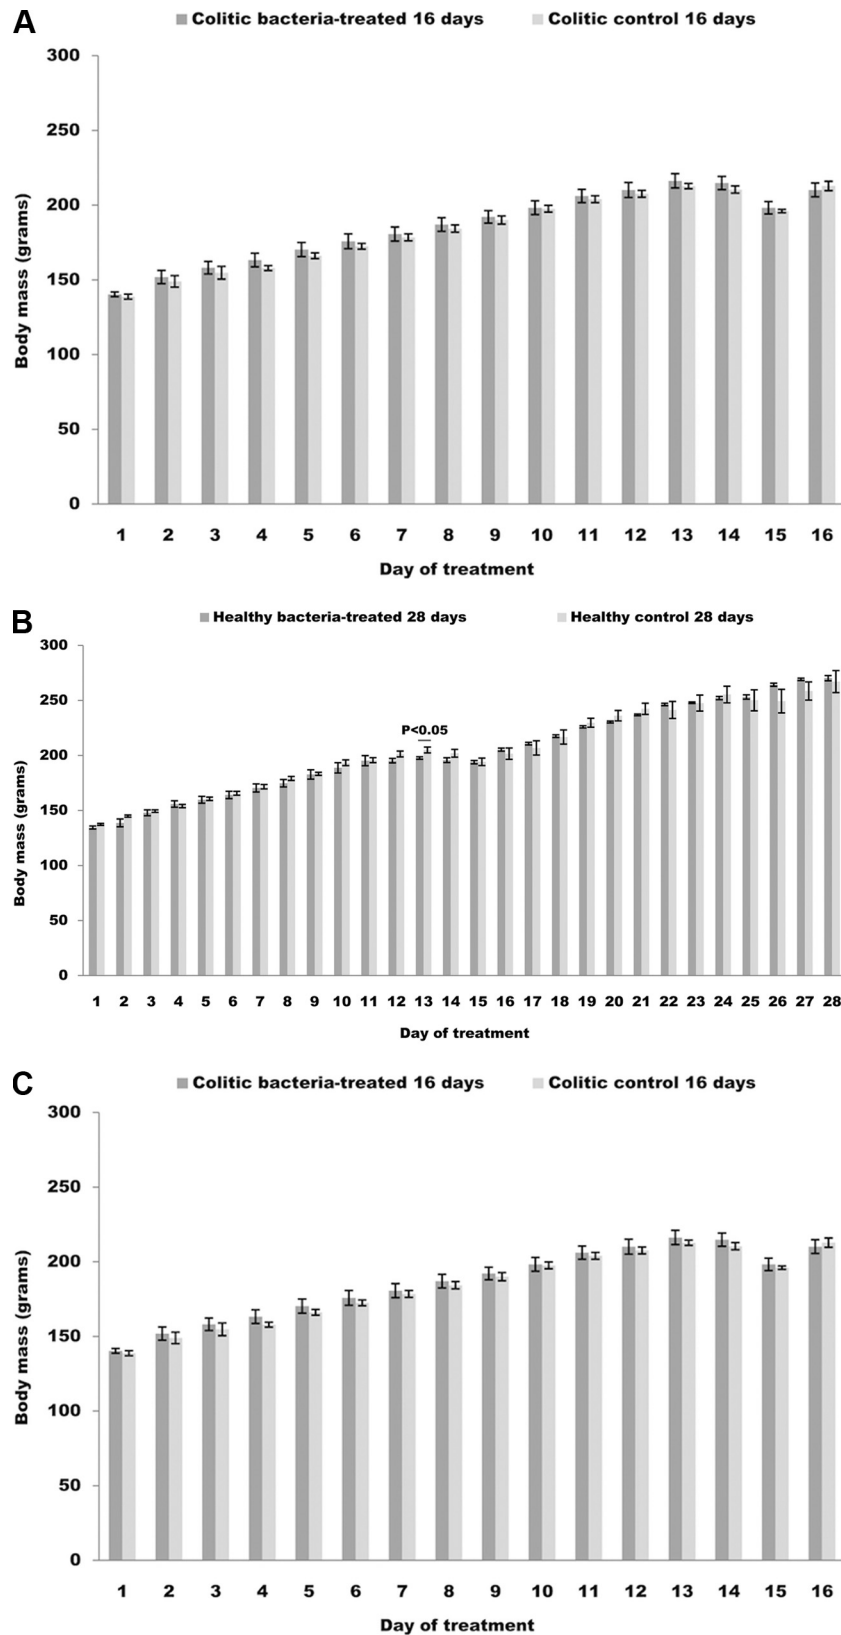 A
Colitic bacteria-treated 16 days Colitic control 16 days
300
250
200
150
100
50
0
Body mass (grams)
1 2 3 4 5 6 7 8 9 10 11 12 13 14 15 16
Day of treatment
B
Healthy bacteria-treated 28 days Healthy control 28 days
300
250
200
150
100
50
0
Body mass (grams)
P<0.05
1 2 3 4 5 6 7 8 9 10 11 12 13 14 15 16 17 18 19 20 21 22 23 24 25 26 27 28
Day of treatment
C
Colitic bacteria-treated 16 days Colitic control 16 days
300
250
200
150
100
50
0
Body mass (grams)
1 2 3 4 5 6 7 8 9 10 11 12 13 14 15 16
Day of treatment